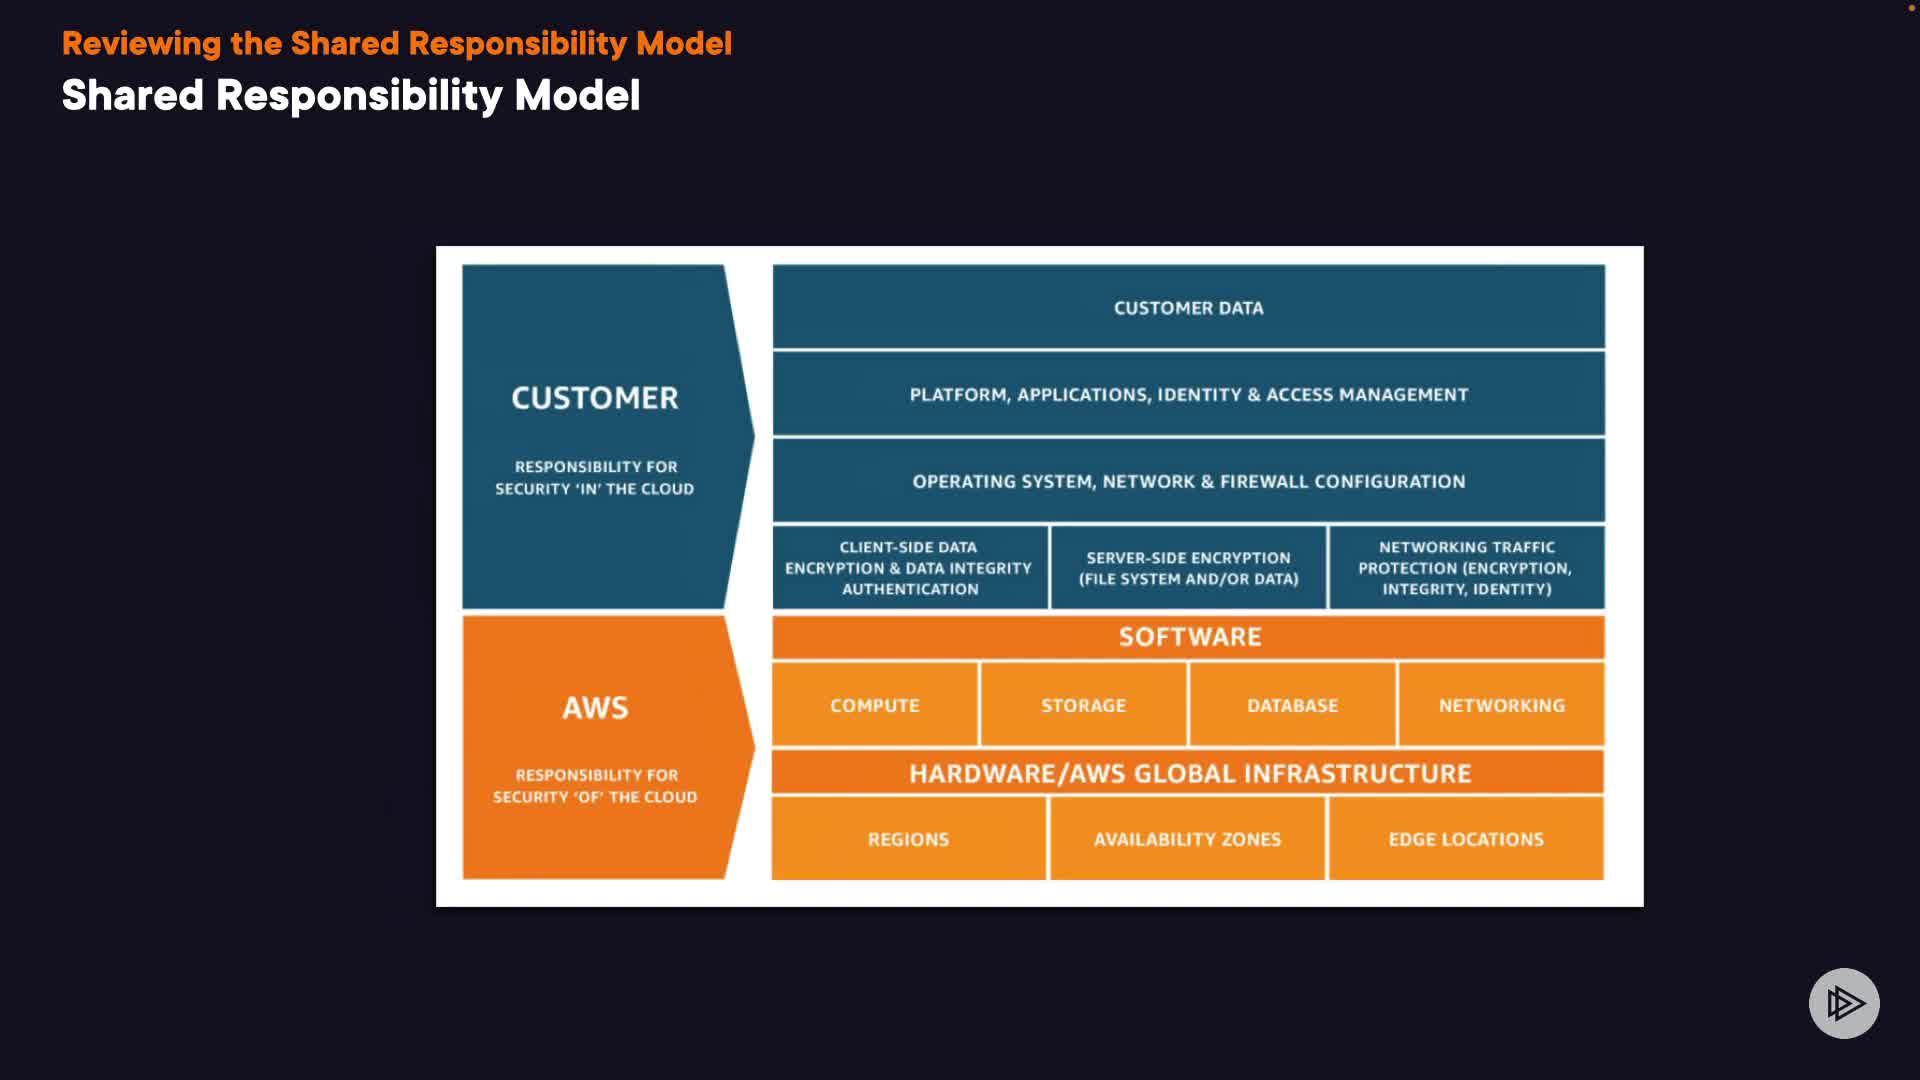 Reviewing the Shared Responsibility Model
Shared Responsibility Model
CUSTOMER
RESPONSIBILITY FOR
SECURITY ‘IN’ THE CLOUD
CUSTOMER DATA
PLATFORM, APPLICATIONS, IDENTITY & ACCESS MANAGEMENT
OPERATING SYSTEM, NETWORK & FIREWALL CONFIGURATION
CLIENT-SIDE DATA
ENCRYPTION & DATA INTEGRITY
AUTHENTICATION
SERVER-SIDE ENCRYPTION
(FILE SYSTEM AND/OR DATA)
NETWORKING TRAFFIC
PROTECTION (ENCRYPTION,
INTEGRITY, IDENTITY)
AWS
RESPONSIBILITY FOR
SECURITY ‘OF’ THE CLOUD
SOFTWARE
COMPUTE
STORAGE
DATABASE
NETWORKING
HARDWARE/AWS GLOBAL INFRASTRUCTURE
REGIONS
AVAILABILITY ZONES
EDGE LOCATIONS